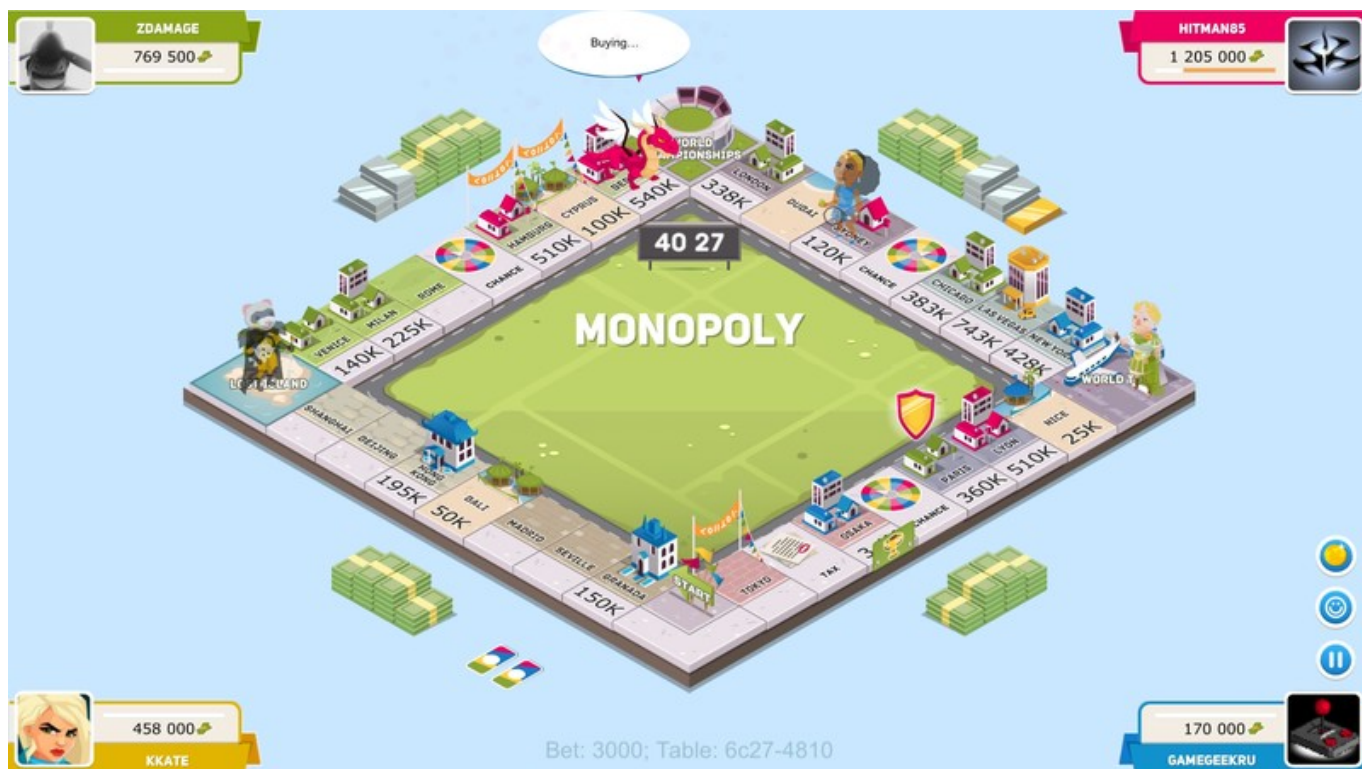 ZDAMAGE
769 500
Buying...
HITMAN85
1 205 000
LONDON
338K
DUBAI
120K
CHANCE
383K
CHICAGO
743K
LAS VEGAS
428K
NEW YORK
540K
CYPRUS
100K
HAMBURG
510K
CHANCE
ROME
225K
MILAN
140K
VENICE
40 27
MONOPOLY
SHANGHAI
BEIJING
HONG KONG
195K
BALI
50K
MADRID
SEVILLE
GRANADA
150K
START
TOKYO
TAX
OSAKA
CHANCE
PARIS
360K
LYON
510K
NICE
25K
458 000
KKATE
Bet: 3000; Table: 6c27-4810
170 000
GAMEGEEKRU